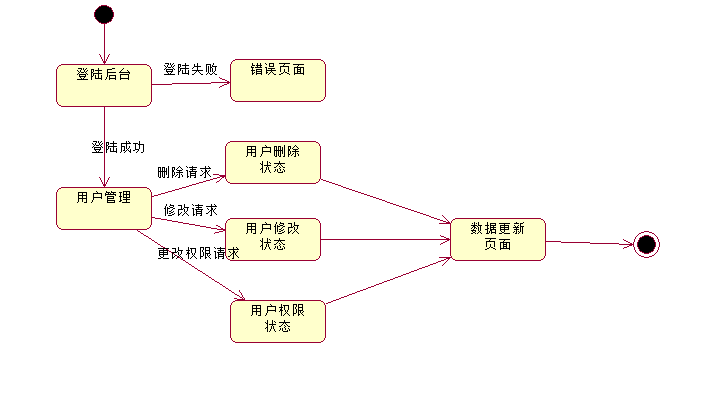 登陆后台
登陆失败
错误页面
登陆成功
用户删除
状态
删除请求
用户管理
修改请求
用户修改
状态
数据更新
页面
更改权限请求
用户权限
状态